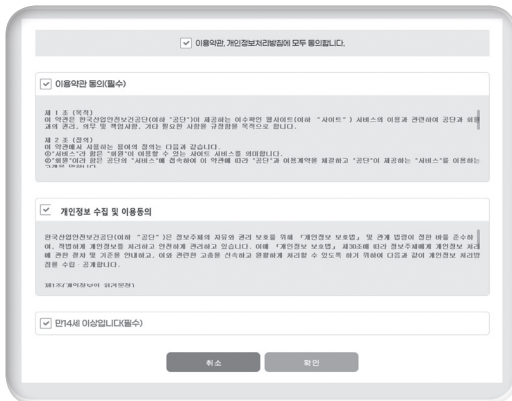 이용약관, 개인정보처리방침에 모두 동의합니다.
이용약관 동의(필수)
제 1 조 (목적)
이 약관은 한국산업안전보건공단(이하 "공단")이 제공하는 이수확인 웹사이트(이하 "사이트") 서비스의 이용과 관련하여 공단과 회원
과의 권리, 의무 및 책임사항, 기타 필요한 사항을 규정함을 목적으로 합니다.
제 2 조 (정의)
이 약관에서 사용하는 용어의 정의는 다음과 같습니다.
①"서비스"라 함은 "회원"이 이용할 수 있는 사이트 서비스를 의미합니다.
②"회원"이라 함은 공단의 "서비스"에 접속하여 이 약관에 따라 "공단"과 이용계약을 체결하고 "공단"이 제공하는 "서비스"를 이용하는
개인정보 수집 및 이용동의
한국산업안전보건공단(이하 "공단")은 정보주체의 자유와 권리 보호를 위해 「개인정보 보호법」 및 관계 법령이 정한 바를 준수하
여, 적법하게 개인정보를 처리하고 안전하게 관리하고 있습니다. 이에 「개인정보 보호법」 제30조에 따라 정보주체에게 개인정보 처리
에 관한 절차 및 기준을 안내하고, 이와 관련한 고충을 신속하고 원활하게 처리할 수 있도록 하기 위하여 다음과 같이 개인정보 처리방
침을 수립·공개합니다.
만14세 이상입니다(필수)
취소
확인